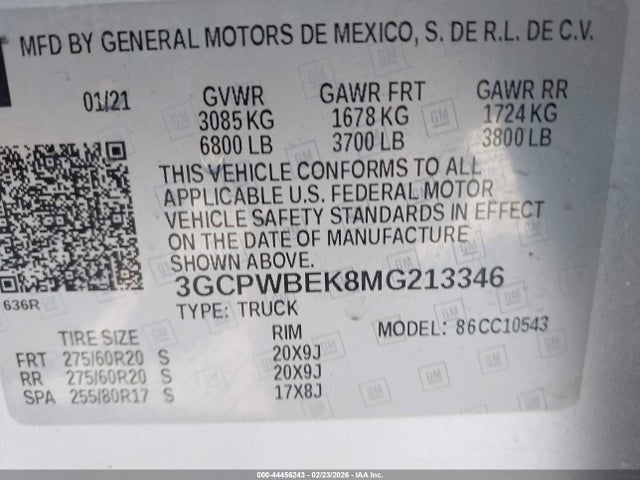 MFD BY GENERAL MOTORS DE MEXICO, S. DE R.L. DE C.V.
01/21 GVWR GAWR FRT GAWR RR
3085 KG 1678 KG 1724 KG
6800 LB 3700 LB 3800 LB
THIS VEHICLE CONFORMS TO ALL
APPLICABLE U.S. FEDERAL MOTOR
VEHICLE SAFETY STANDARDS IN EFFECT
ON THE DATE OF MANUFACTURE
SHOWN ABOVE.
3GCPWBEK8MG213346
636R TYPE: TRUCK
TIRE SIZE RIM MODEL: 86CC10543
FRT 275/60R20 S 20X9J
RR 275/60R20 S 20X9J
SPA 255/80R17 S 17X8J
GM
000-44456243 - 02/23/2026 - IAAI.com